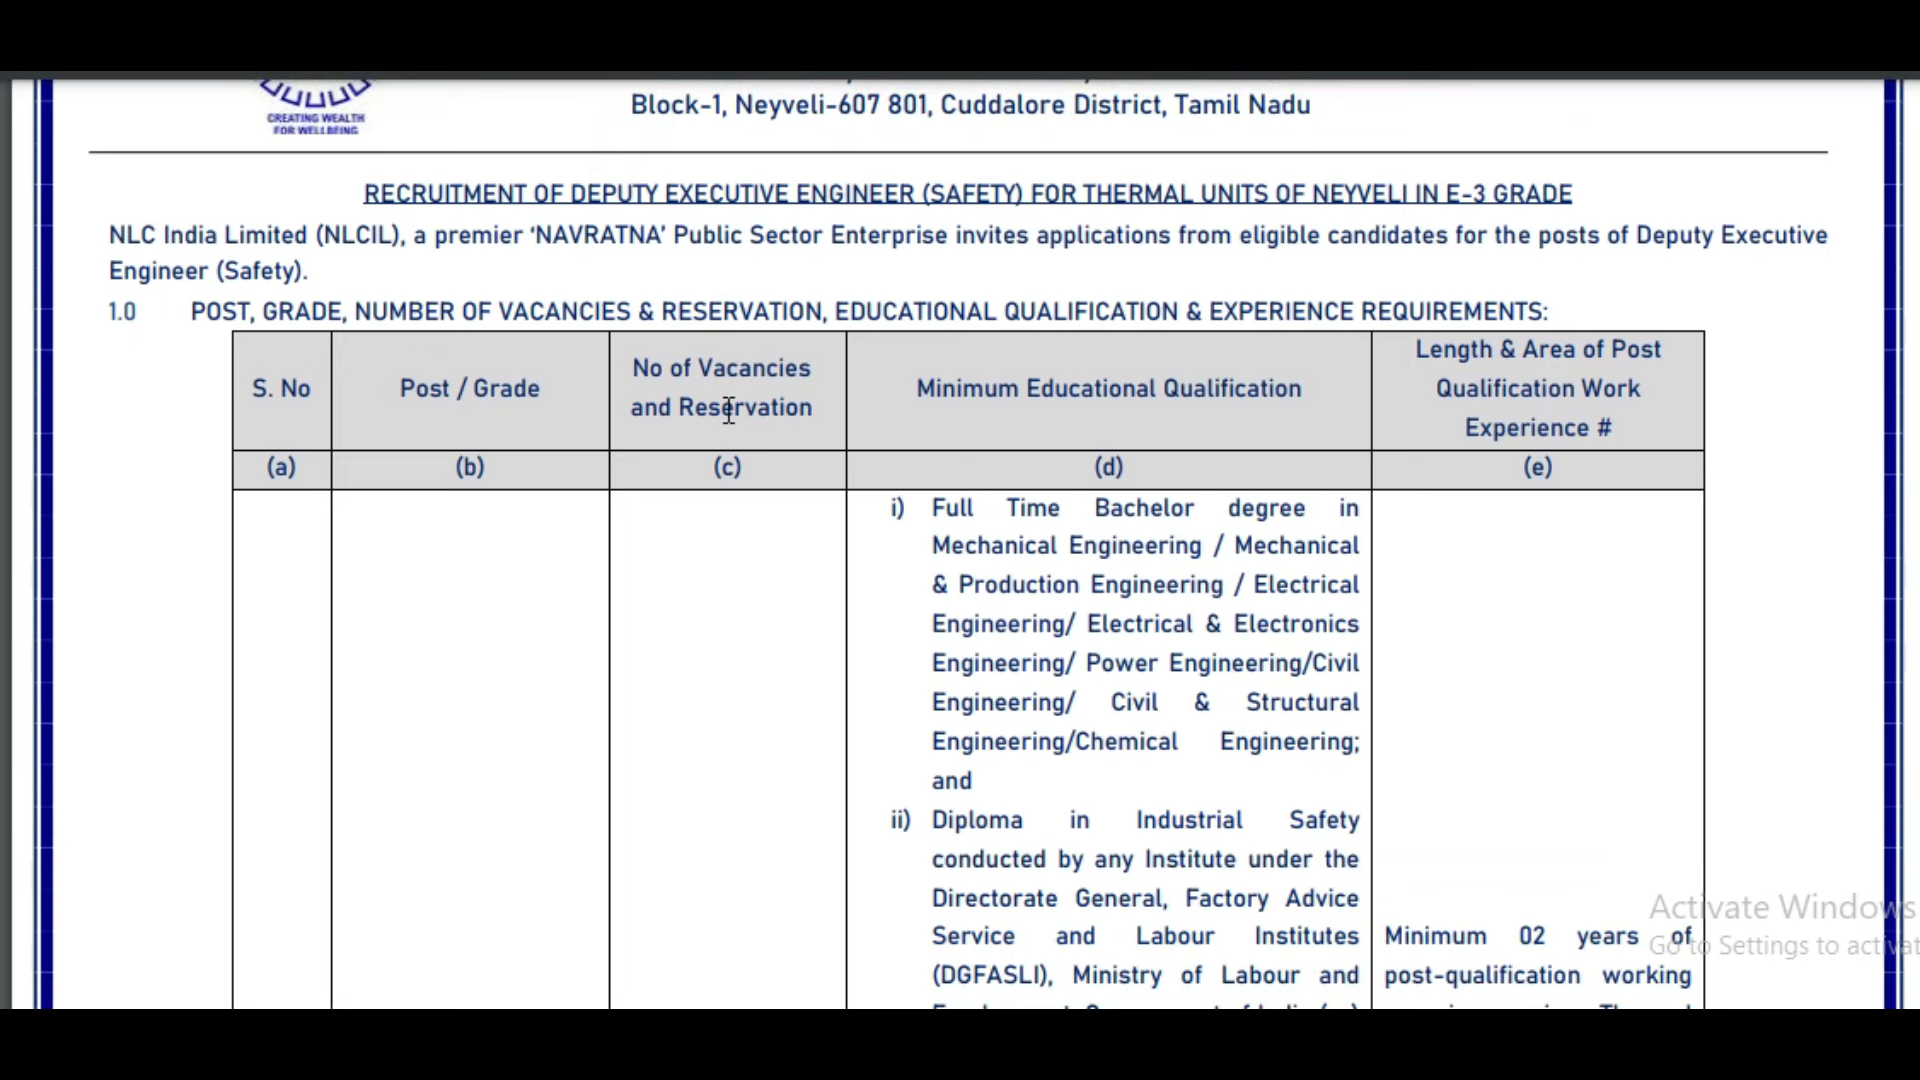 CREATING WEALTH
FOR WELLBEING
Block-1, Neyveli-607 801, Cuddalore District, Tamil Nadu
RECRUITMENT OF DEPUTY EXECUTIVE ENGINEER (SAFETY) FOR THERMAL UNITS OF NEYVELI IN E-3 GRADE
NLC India Limited (NLCIL), a premier ‘NAVRATNA’ Public Sector Enterprise invites applications from eligible candidates for the posts of Deputy Executive
Engineer (Safety).
1.0 POST, GRADE, NUMBER OF VACANCIES & RESERVATION, EDUCATIONAL QUALIFICATION & EXPERIENCE REQUIREMENTS:
S. No
Post / Grade
No of Vacancies
and Reservation
Minimum Educational Qualification
Length & Area of Post
Qualification Work
Experience #
(a)
(b)
(c)
(d)
(e)
i) Full Time Bachelor degree in
Mechanical Engineering / Mechanical
& Production Engineering / Electrical
Engineering/ Electrical & Electronics
Engineering/ Power Engineering/Civil
Engineering/ Civil & Structural
Engineering/Chemical Engineering;
and
ii) Diploma in Industrial Safety
conducted by any Institute under the
Directorate General, Factory Advice
Service and Labour Institutes
(DGFASLI), Ministry of Labour and
Minimum 02 years of
post-qualification working
Activate Windows
Go to Settings to activat